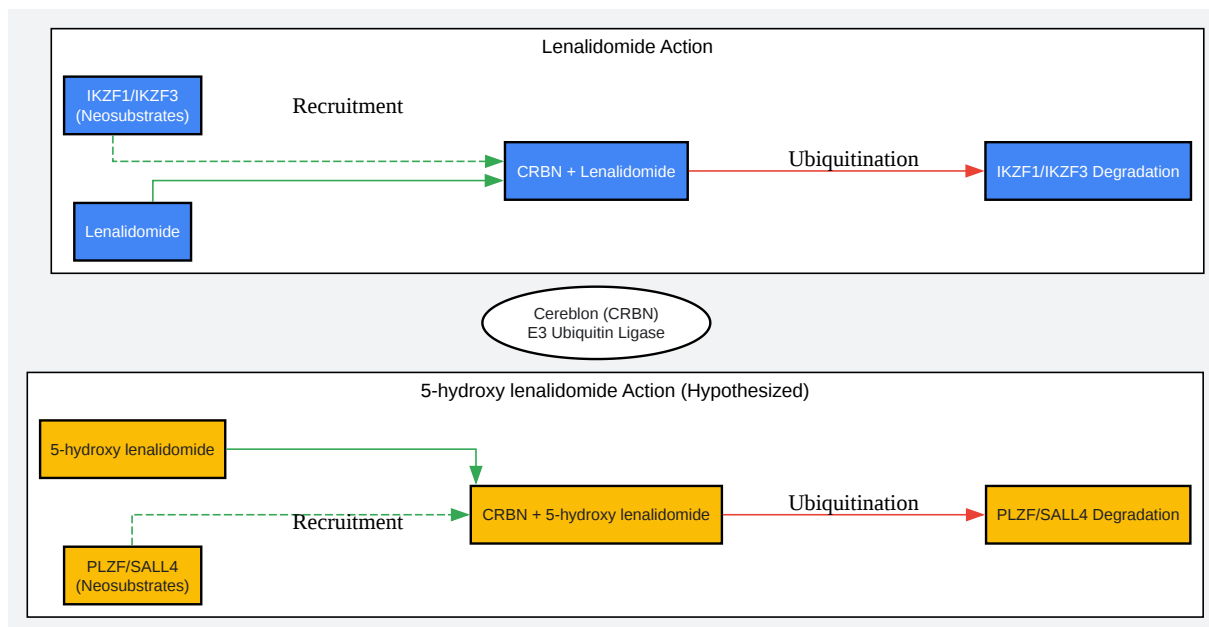 Lenalidomide Action
IKZF1/IKZF3
(Neosubstrates)
Recruitment
CRBN + Lenalidomide
Ubiquitination
IKZF1/IKZF3 Degradation
Lenalidomide
Cereblon (CRBN)
E3 Ubiquitin Ligase
5-hydroxy lenalidomide Action (Hypothesized)
5-hydroxy lenalidomide
Recruitment
CRBN + 5-hydroxy lenalidomide
Ubiquitination
PLZF/SALL4 Degradation
PLZF/SALL4
(Neosubstrates)